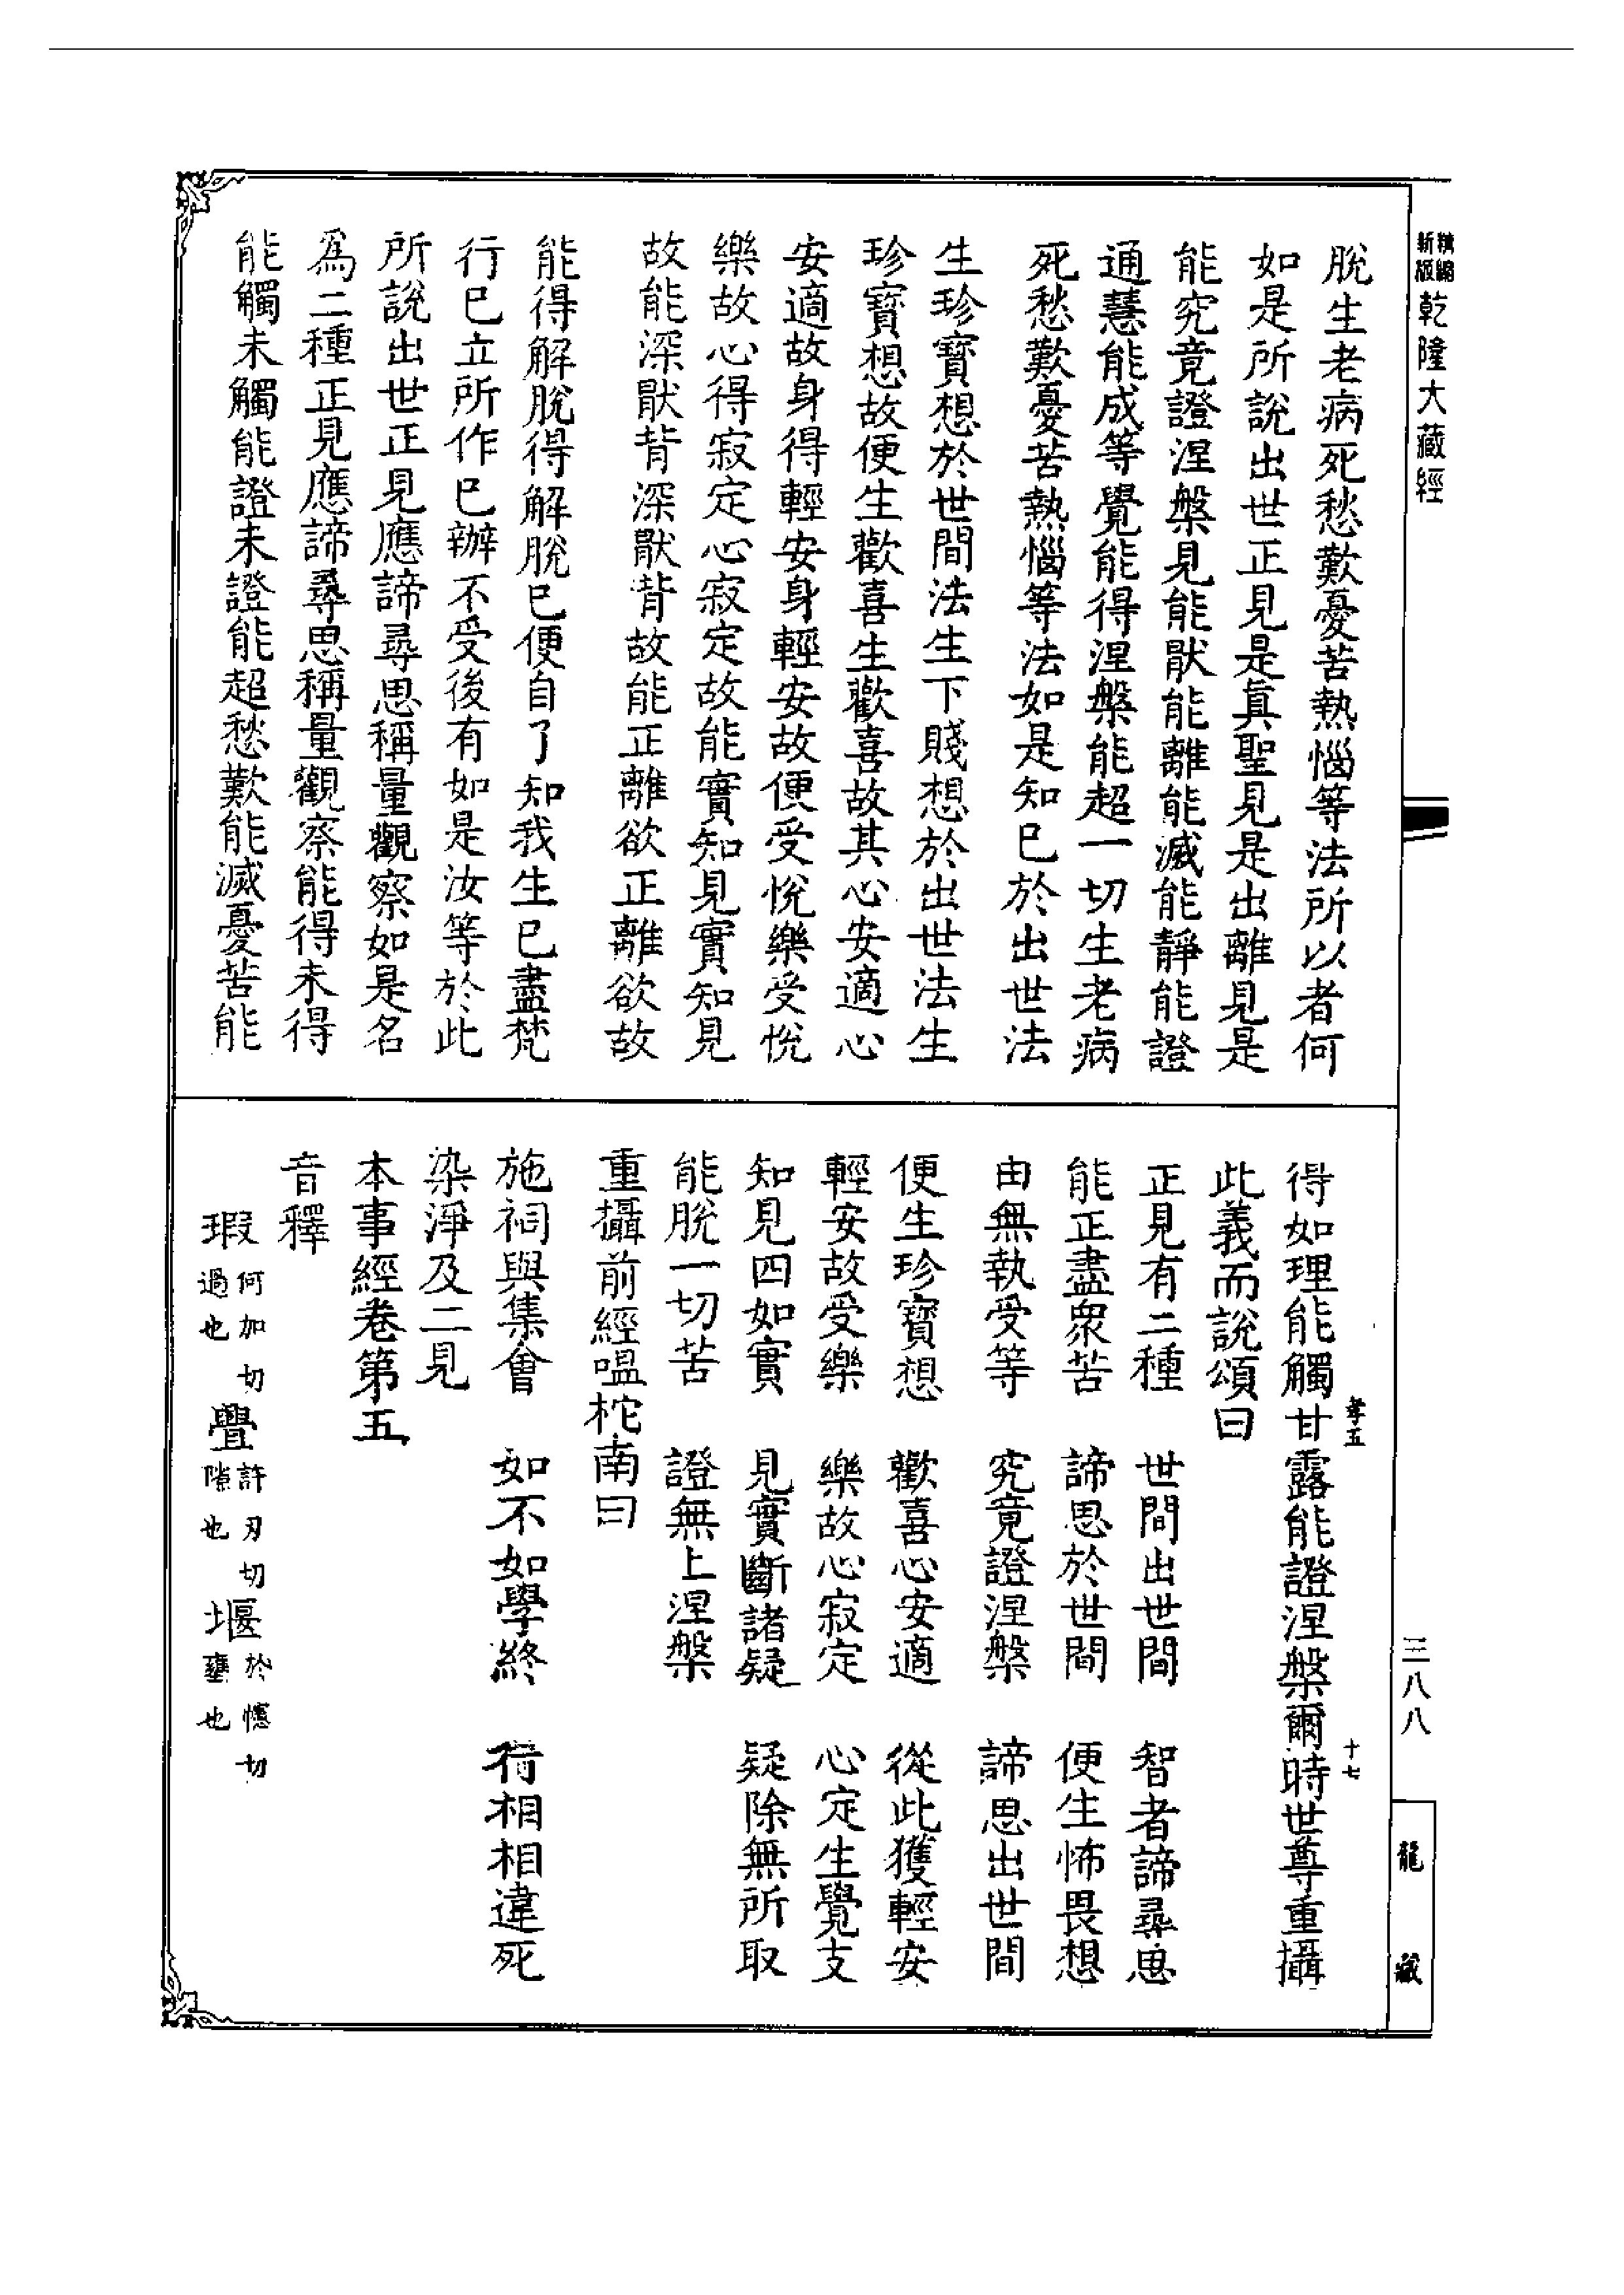 精編新版乾隆大藏經
脫生老病死愁歎憂苦熱惱等法所以者何
如是所說出世正見是真聖見是出離見是
能究竟證涅槃見能猒能離能滅能靜能證
通慧能成等覺能得涅槃能超一切生老病
死愁歎憂苦熱惱等法如是知已於出世法
生珍寶想於世間法生下賤想於出世法生
珍寶想故便生歡喜生歡喜故其心安適心
安適故身得輕安身輕安故便受悅樂受悅
樂故心得寂定心寂定故能實知見實知見
故能深猒背深猒背故能正離欲正離欲故
能得解脫得解脫已便自了知我生已盡梵
行已立所作已辦不受後有如是汝等於此
所說出世正見應諦尋思稱量觀察如是名
為二種正見應諦尋思稱量觀察能得未得
能觸未觸能證未證能超愁歎能滅憂苦能
得如理能觸甘露能證涅槃爾時世尊重攝
此義而說頌曰
正見有二種　世間出世間　智者諦尋思
能正盡眾苦　諦思於世間　便生怖畏想
由無執受等　究竟證涅槃　諦思出世間
便生珍寶想　歡喜心安適　從此獲輕安
輕安故受樂　樂故心寂定　心定生覺支
知見四如實　見實斷諸疑　疑除無所取
能脫一切苦　證無上涅槃
重攝前經嗢柁南曰
施祠與集會　如不如學終　行相相違死
染淨及二見
本事經卷第五
音釋
瑕何加切過也 舋許刃切隙也 堰於幰切壅也
孝五
十七
三八八
龍藏